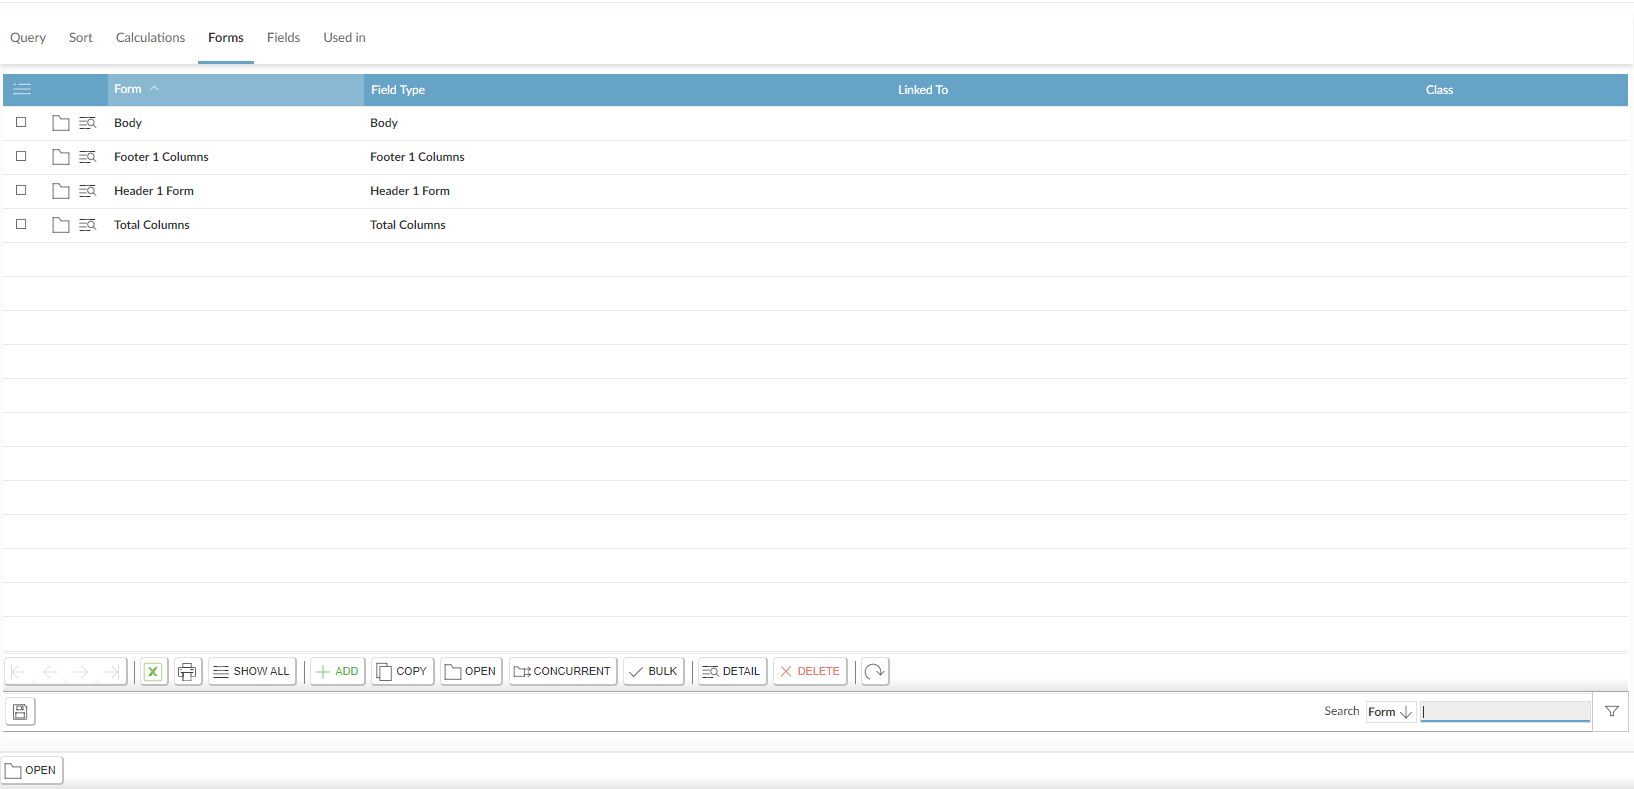 Query Sort Calculations Forms Fields Used in
Form Field Type Linked To Class
Body Body
Footer 1 Columns Footer 1 Columns
Header 1 Form Header 1 Form
Total Columns Total Columns
SHOW ALL ADD COPY OPEN CONCURRENT BULK DETAIL DELETE
Search Form
OPEN